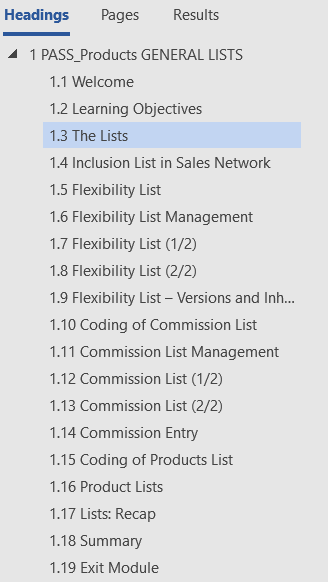 Headings Pages Results
1 PASS_Products GENERAL LISTS
1.1 Welcome
1.2 Learning Objectives
1.3 The Lists
1.4 Inclusion List in Sales Network
1.5 Flexibility List
1.6 Flexibility List Management
1.7 Flexibility List (1/2)
1.8 Flexibility List (2/2)
1.9 Flexibility List – Versions and Inh...
1.10 Coding of Commission List
1.11 Commission List Management
1.12 Commission List (1/2)
1.13 Commission List (2/2)
1.14 Commission Entry
1.15 Coding of Products List
1.16 Product Lists
1.17 Lists: Recap
1.18 Summary
1.19 Exit Module